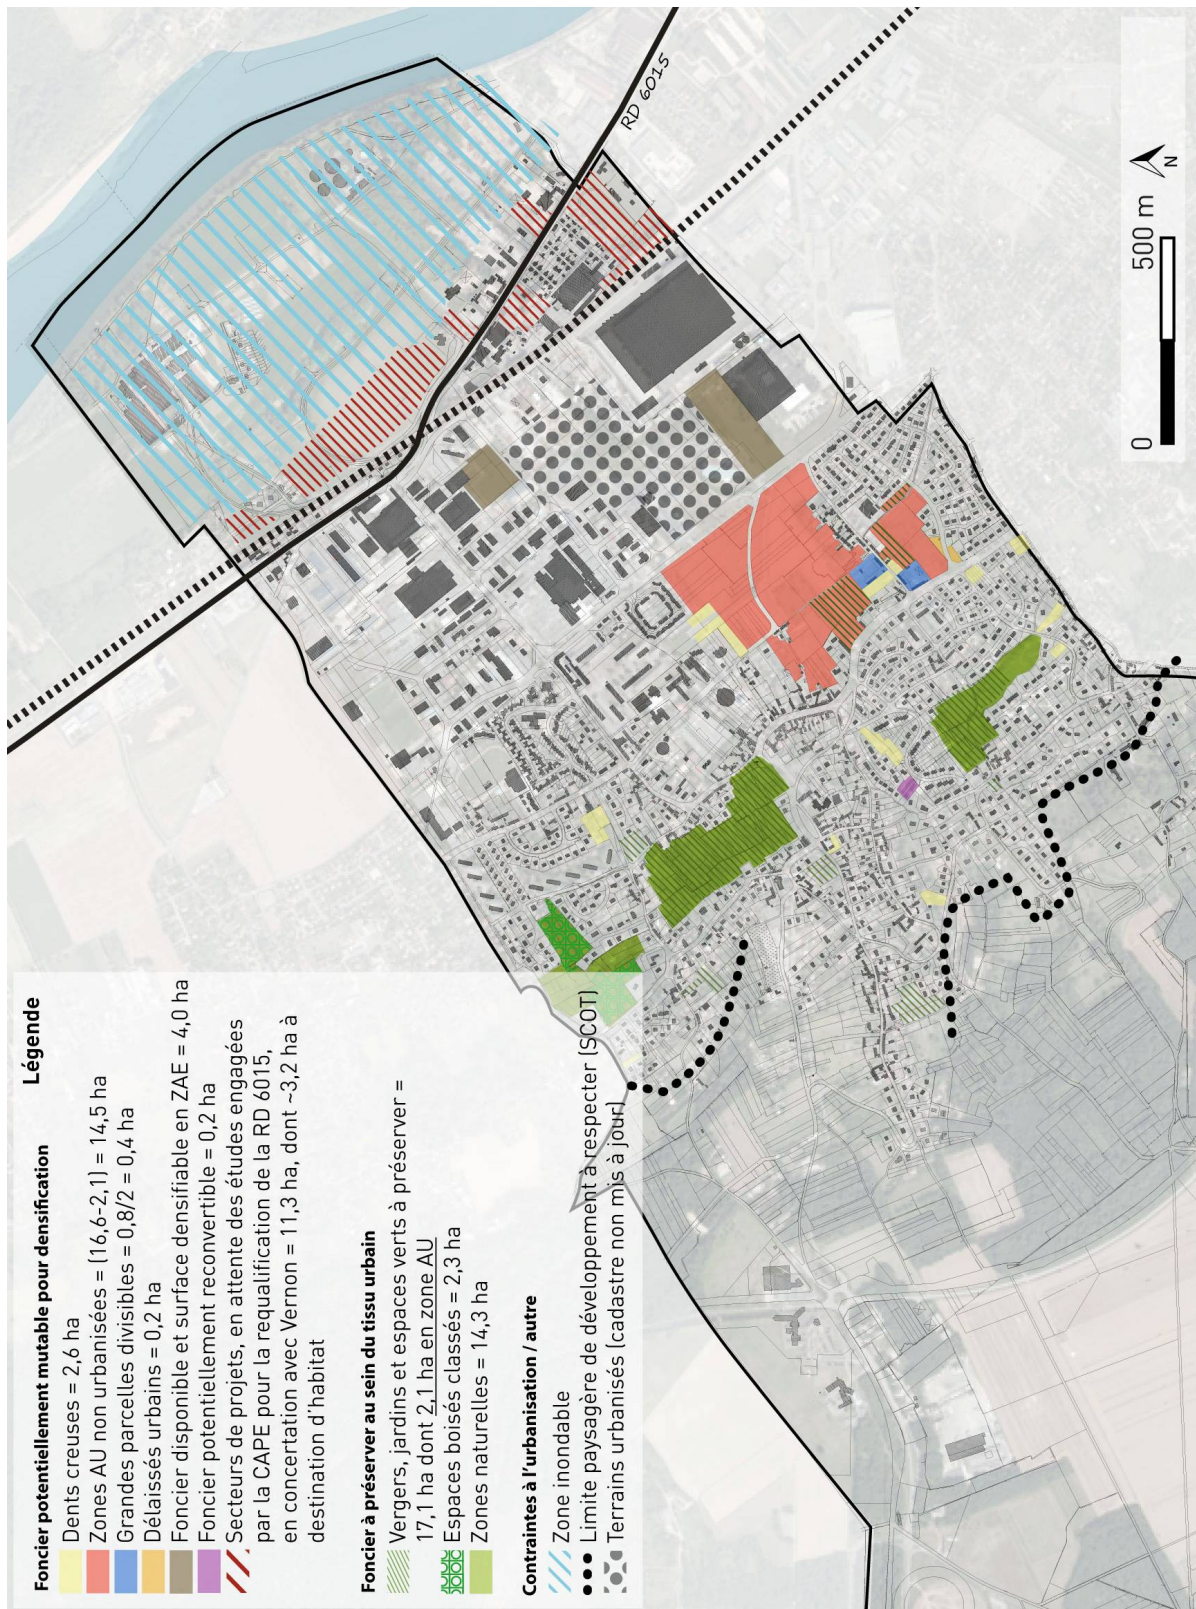 Légende
Foncier potentiellement mutable pour densification
Dents creuses = 2,6 ha
Zones AU non urbanisées = (16,6-2,1) = 14,5 ha
Grandes parcelles divisibles = 0,8/2 = 0,4 ha
Délaissés urbains = 0,2 ha
Foncier disponible et surface densifiable en ZAE = 4,0 ha
Foncier potentiellement reconvertible = 0,2 ha
Secteurs de projets, en attente des études engagées
par la CAPE pour la requalification de la RD 6015,
en concertation avec Vernon = 11,3 ha, dont ~3,2 ha à
destination d'habitat
Foncier à préserver au sein du tissu urbain
Vergers, jardins et espaces verts à préserver =
17,1 ha dont 2,1 ha en zone AU
Espaces boisés classés = 2,3 ha
Zones naturelles = 14,3 ha
Contraintes à l'urbanisation / autre
Zone inondable
Limite paysagère de développement à respecter (SCOT)
Terrains urbanisés (cadastre non mis à jour)
RD 6015
0
500 m
N